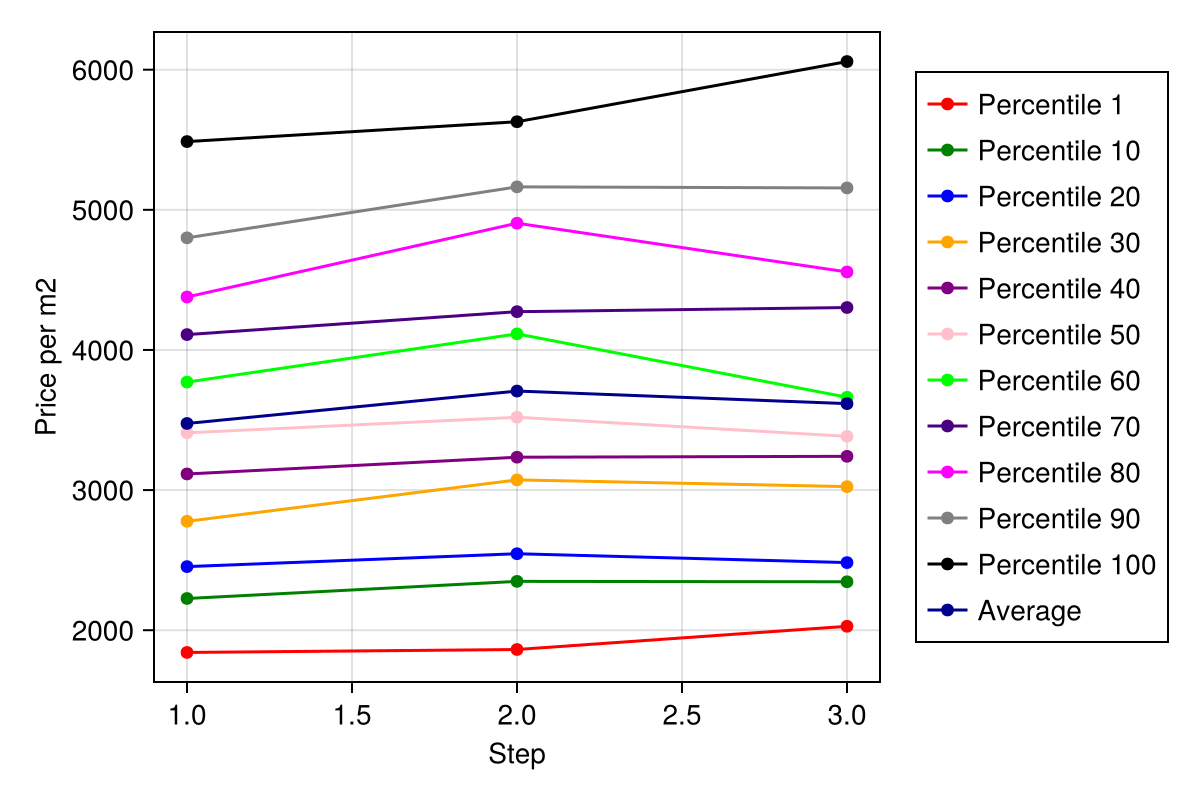 6000
5000
4000
3000
2000
Price per m2
1.0 1.5 2.0 2.5 3.0
Step
Percentile 1
Percentile 10
Percentile 20
Percentile 30
Percentile 40
Percentile 50
Percentile 60
Percentile 70
Percentile 80
Percentile 90
Percentile 100
Average